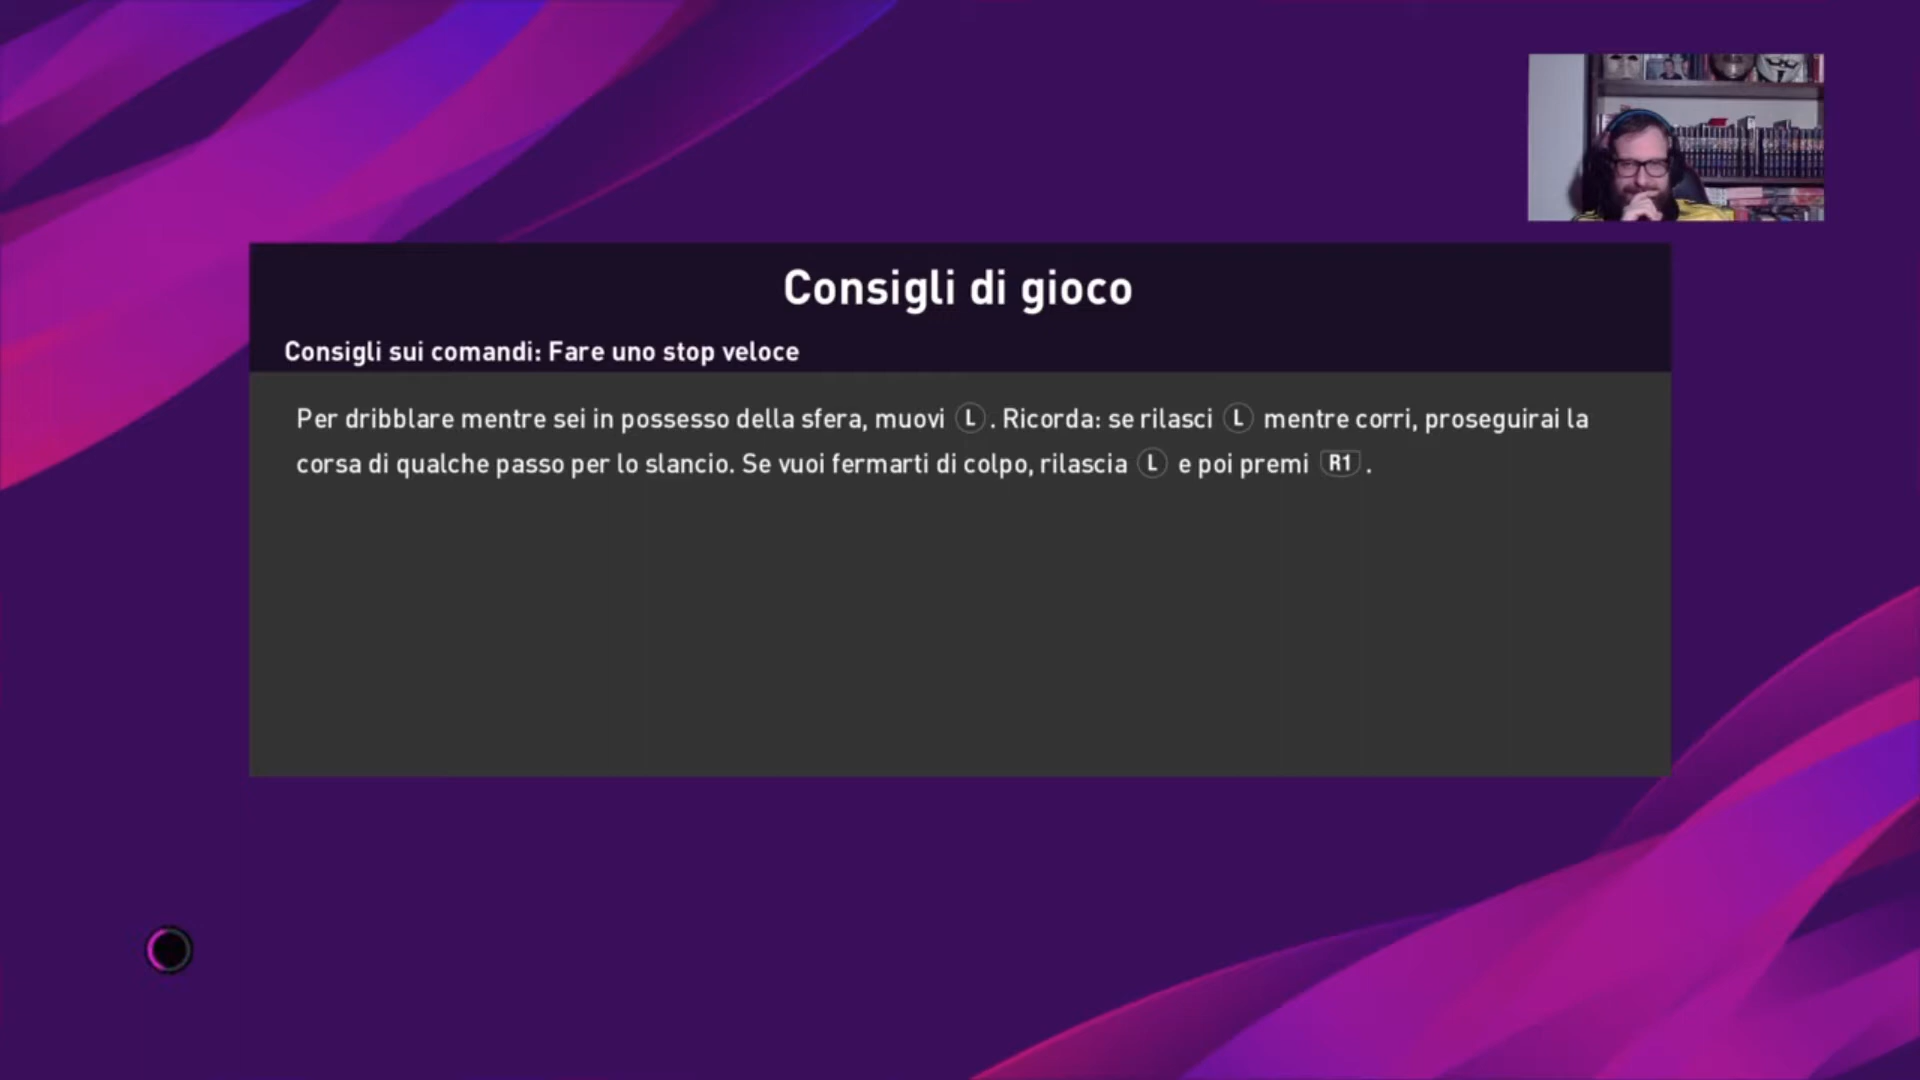 Consigli di gioco
Consigli sui comandi: Fare uno stop veloce
Per dribblare mentre sei in possesso della sfera, muovi L. Ricorda: se rilasci L mentre corri, proseguirai la
corsa di qualche passo per lo slancio. Se vuoi fermarti di colpo, rilascia L e poi premi R1.